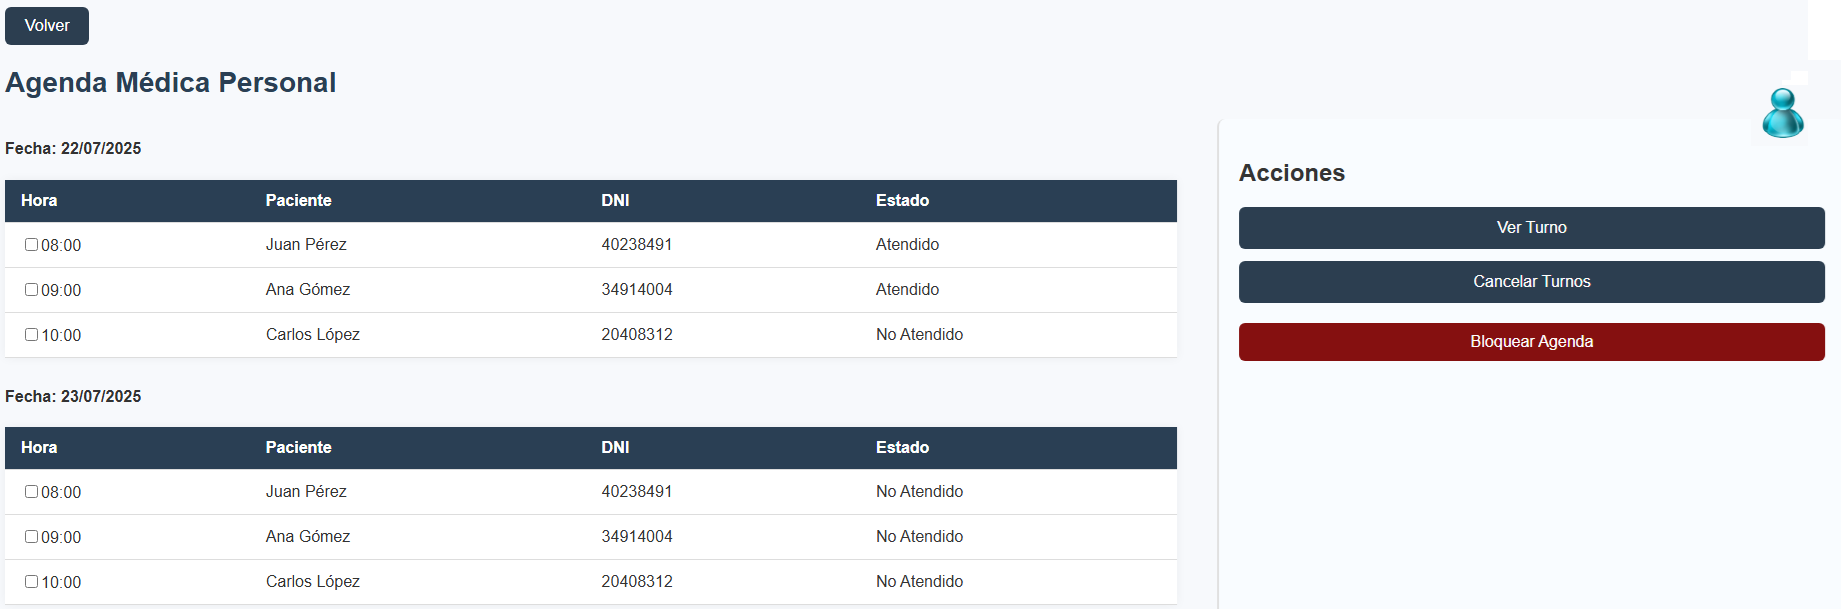 Volver
Agenda Médica Personal
Fecha: 22/07/2025
Hora Paciente DNI Estado
08:00 Juan Pérez 40238491 Atendido
09:00 Ana Gómez 34914004 Atendido
10:00 Carlos López 20408312 No Atendido
Fecha: 23/07/2025
Hora Paciente DNI Estado
08:00 Juan Pérez 40238491 No Atendido
09:00 Ana Gómez 34914004 No Atendido
10:00 Carlos López 20408312 No Atendido
Acciones
Ver Turno
Cancelar Turnos
Bloquear Agenda